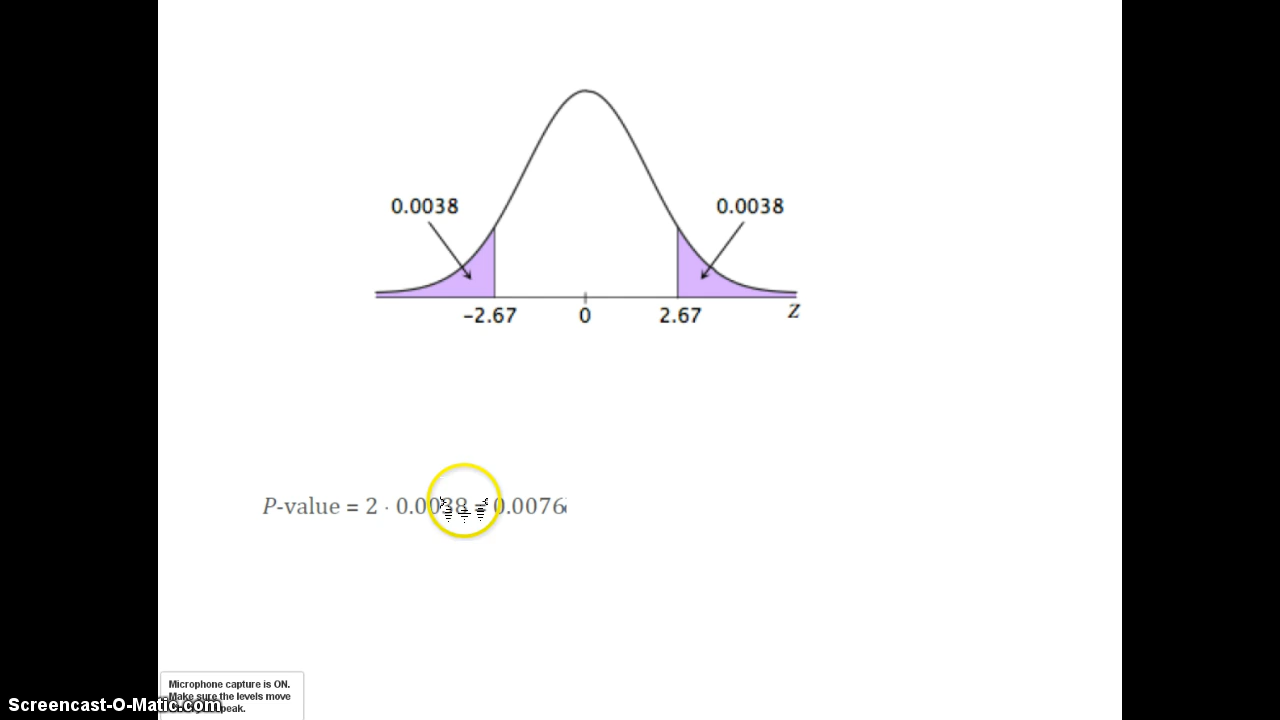 0.0038 0.0038
−2.67 0 2.67 z
P-value = 2 · 0.0038 = 0.0076
Microphone capture is ON.
Make sure the levels move
peak.
Screencast-O-Matic.com